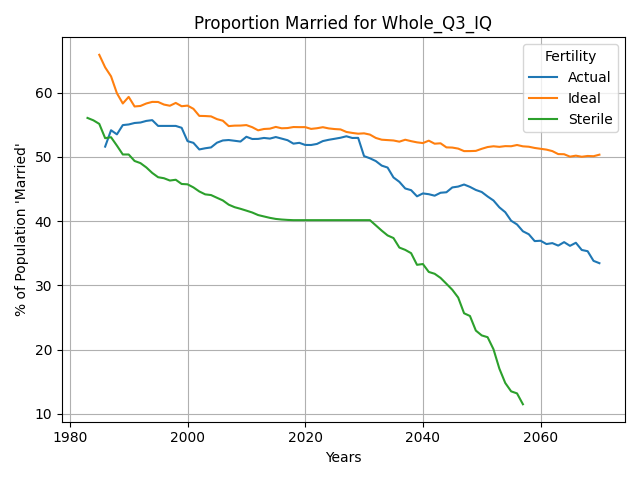 Proportion Married for Whole_Q3_IQ
Fertility
Actual
Ideal
Sterile
% of Population 'Married'
60
50
40
30
20
10
1980
2000
2020
2040
2060
Years